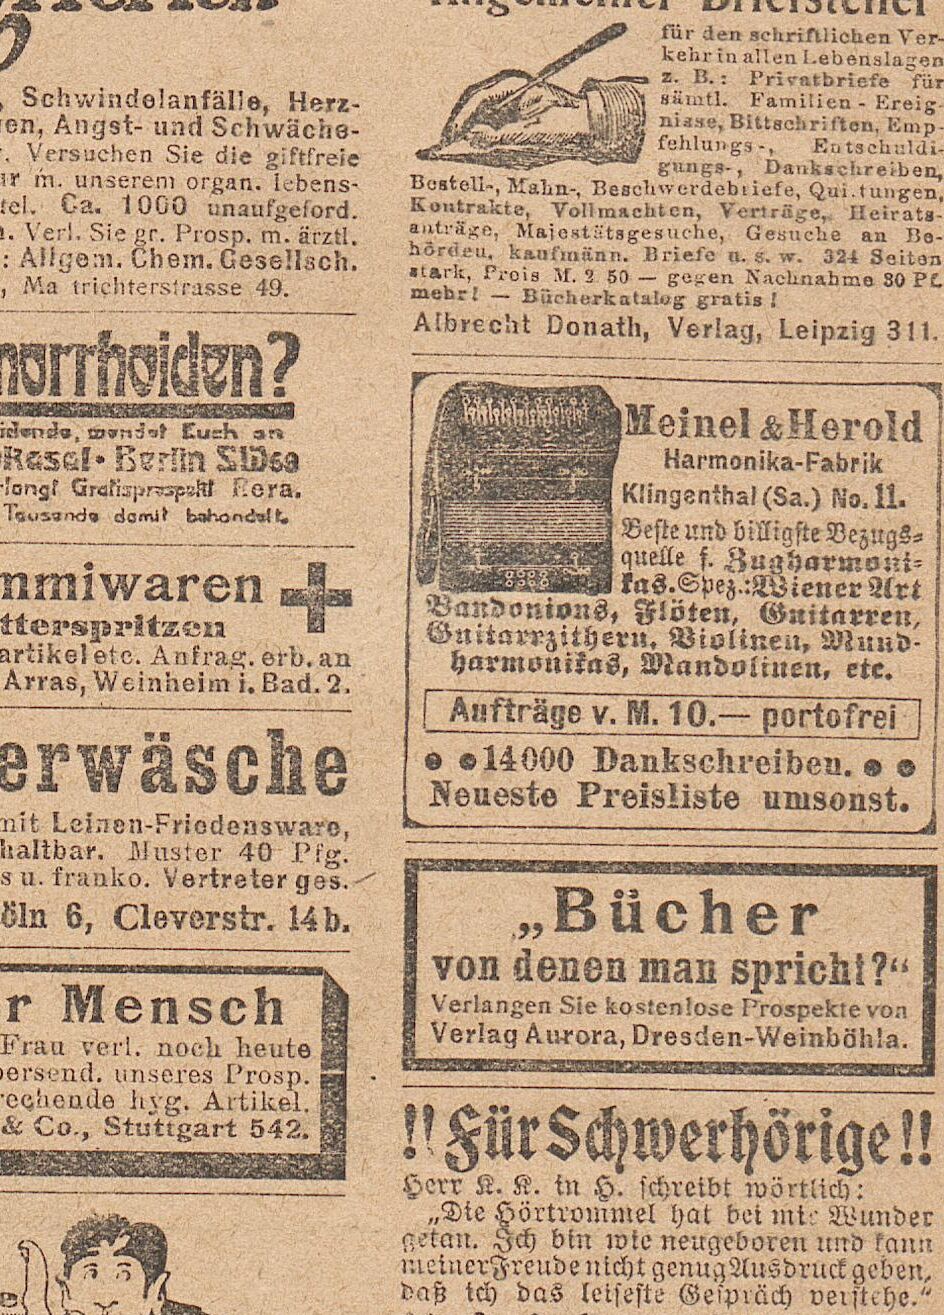 Schwindelanfälle, Herz-
Angst- und Schwäche-
Versuchen Sie die giftfreie
m. unserem organ. lebens-
Ca. 1000 unaufgeford.
Verl. Sie gr. Prosp. m. ärztl.
: Allgem. Chem. Gesellsch.
, Ma trichterstrasse 49.
morrhoiden?
idende, wendet Euch an
Rasal • Berlin SW68
Tausende damit behandelt.
mmiwaren
tterspritzen
artikel etc. Anfrag. erb. an
Arras, Weinheim i. Bad. 2.
erwäsche
mit Leinen-Friedensware,
haltbar. Muster 40 Pfg.
s u. franko. Vertreter ges.
öln 6, Cleverstr. 14b.
r Mensch
Frau verl. noch heute
bersend. unseres Prosp.
rechende hyg. Artikel.
& Co., Stuttgart 542.
Allgemeiner Briefsteller
für den schriftlichen Ver-
kehr in allen Lebenslagen
z. B.: Privatbriefe für
sämtl. Familien-Ereig
nisse, Bittschriften, Emp-
fehlungs-, Entschuldi-
gungs-, Dankschreiben,
Bestell-, Mahn-, Beschwerdebriefe, Quittungen,
Kontrakte, Vollmachten, Verträge, Heirats-
anträge, Majestätsgesuche, Gesuche an Be-
hörden, kaufmänn. Briefe u. s. w. 324 Seiten
stark, Preis M. 2 50 — gegen Nachnahme 30 Pf.
mehr! — Bücherkatalog gratis!
Albrecht Donath, Verlag, Leipzig 311.
Meinel & Herold
Harmonika-Fabrik
Klingenthal (Sa.) No. 11.
Beste und billigste Bezugs-
quelle f. Zugharmoni-
kas. Spez.: Wiener Art
Bandonions, Flöten, Guitarren,
Guitarrzithern, Violinen, Mund-
harmonikas, Mandolinen, etc.
Aufträge v. M. 10.— portofrei
• • 14000 Dankschreiben. • •
Neueste Preisliste umsonst.
„Bücher
von denen man spricht?“
Verlangen Sie kostenlose Prospekte von
Verlag Aurora, Dresden-Weinböhla.
!! Für Schwerhörige !!
Herr K. K. in H. schreibt wörtlich:
„Die Hörtrommel hat bei mir Wunder
getan. Ich bin wie neugeboren und kann
meiner Freude nicht genug Ausdruck geben,
daß ich das leiseste Gespräch verstehe.“